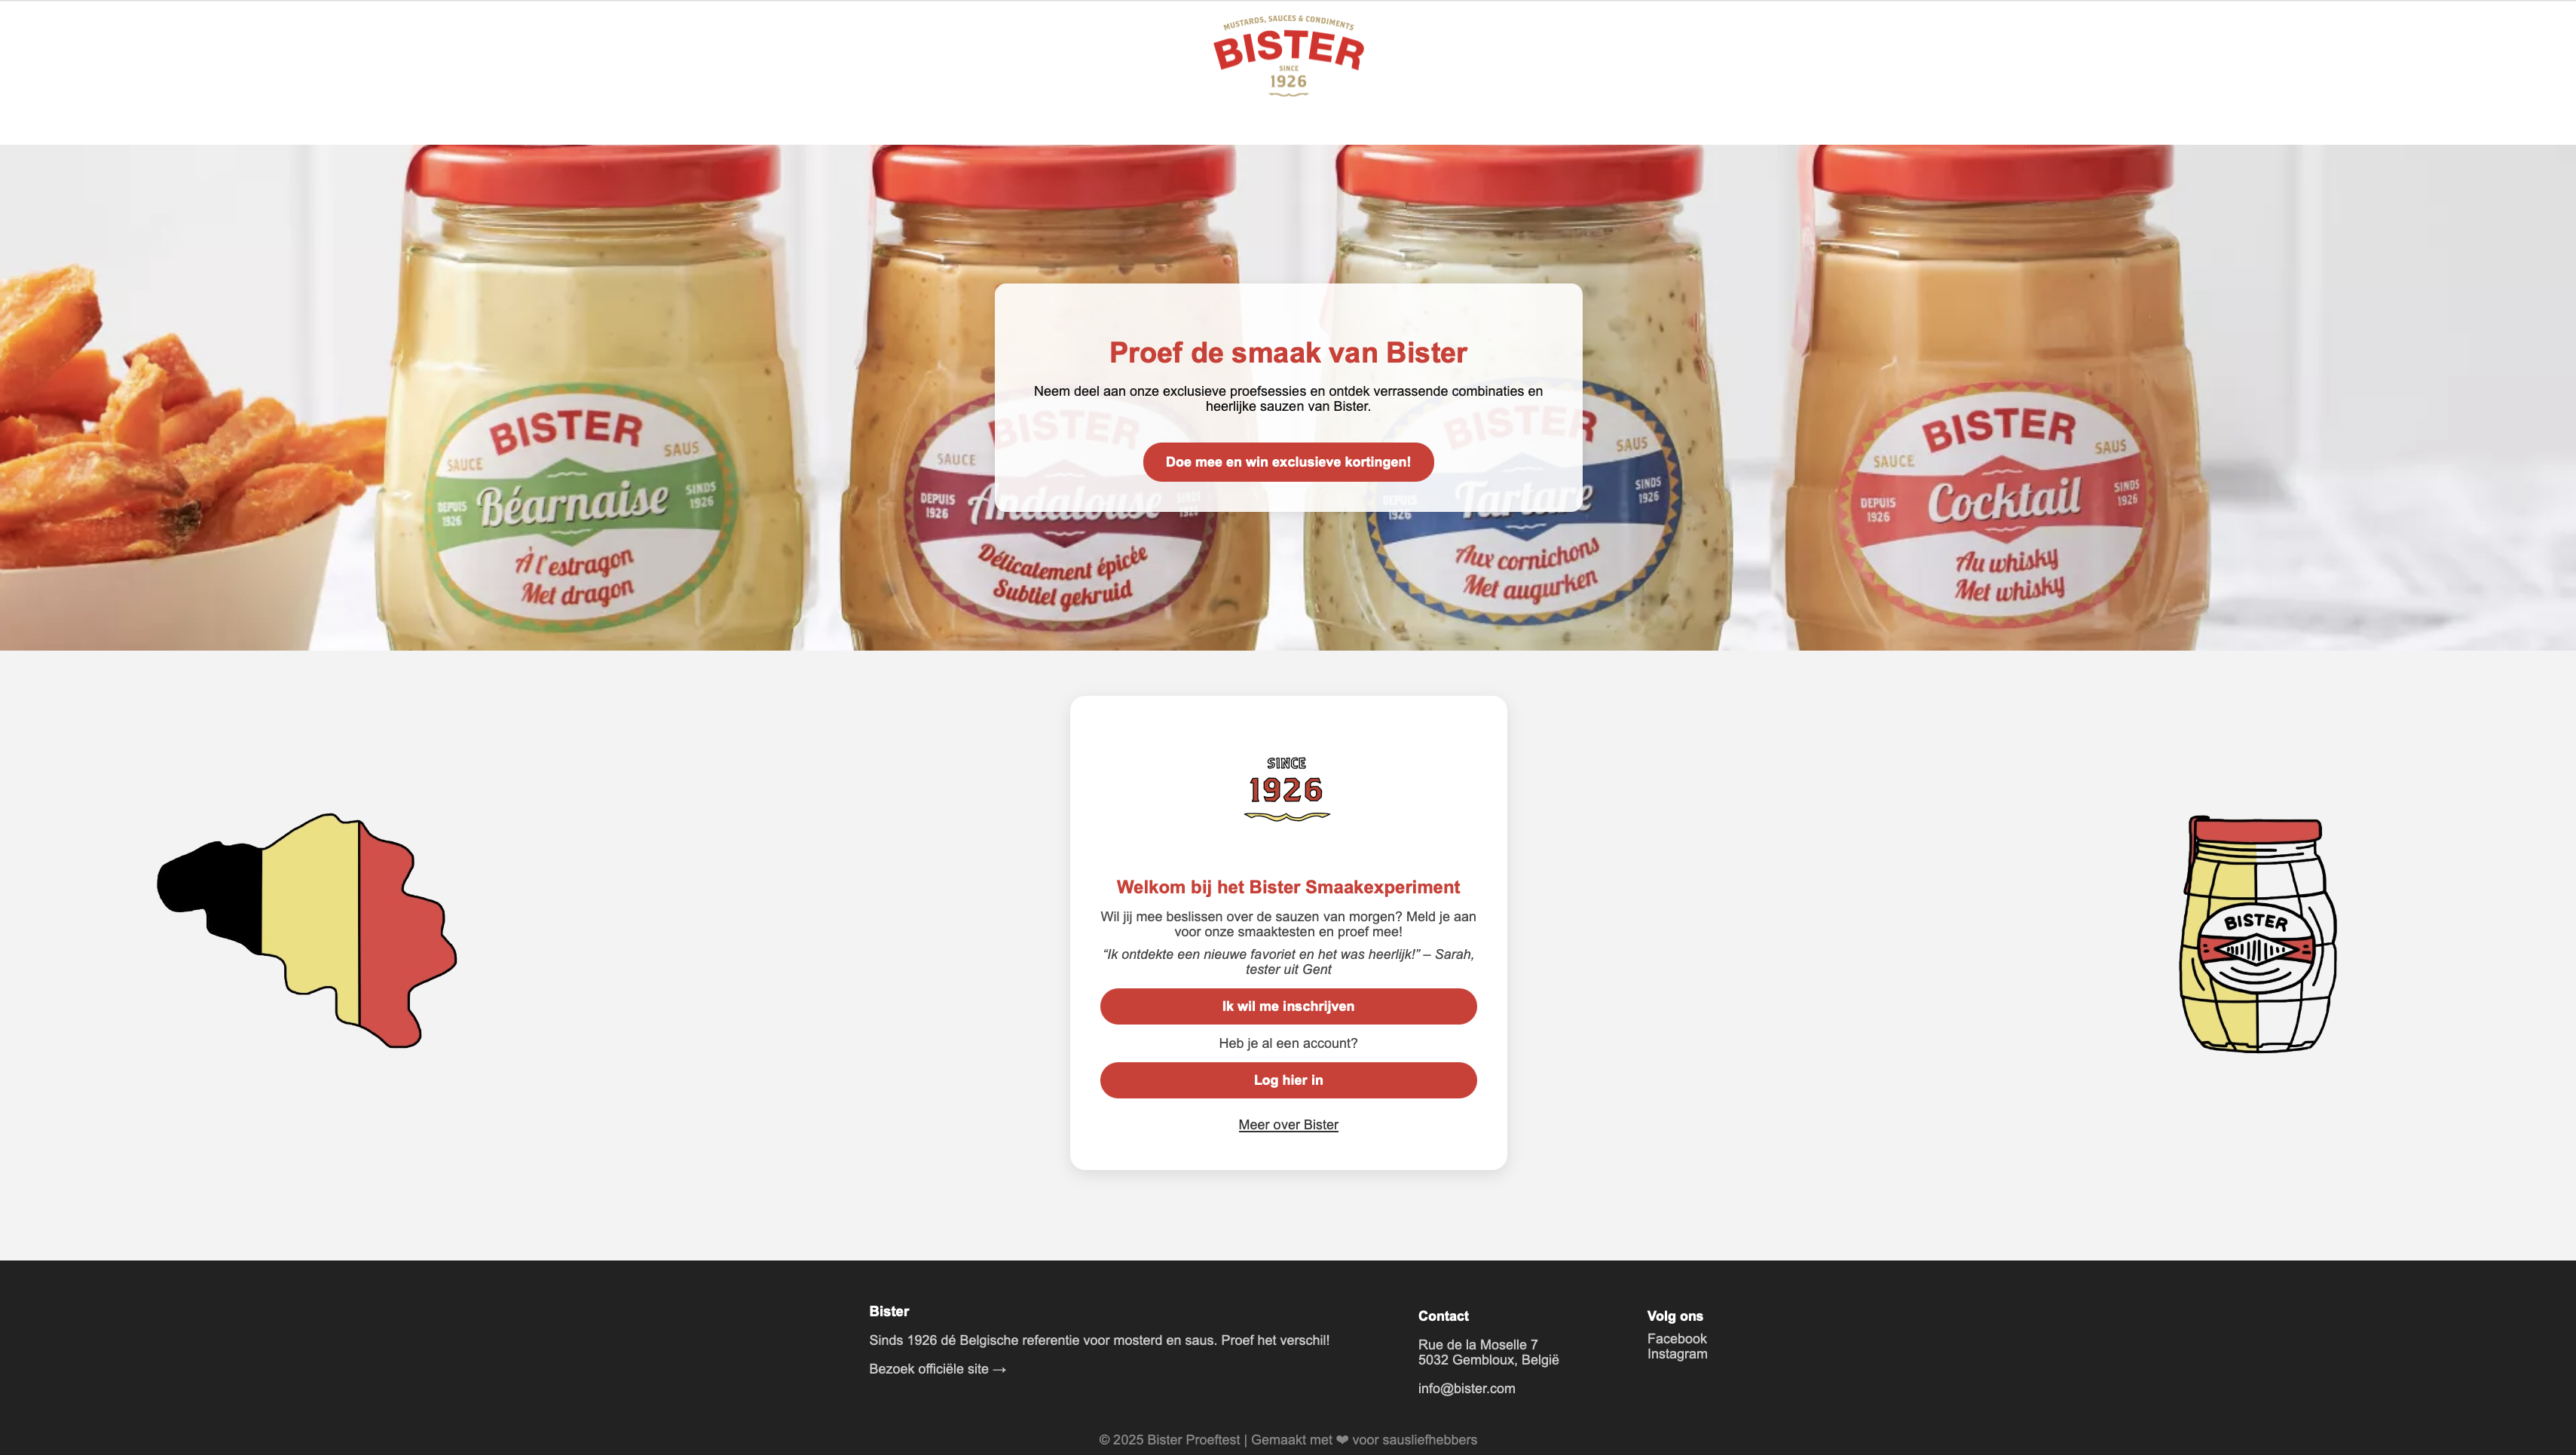 MUSTARDS, SAUCES & CONDIMENTS
BISTER
SINCE
1926
Proef de smaak van Bister
Neem deel aan onze exclusieve proefsessies en ontdek verrassende combinaties en
heerlijke sauzen van Bister.
Doe mee en win exclusieve kortingen!
BISTER
SAUCE SAUS
DEPUIS 1926 Béarnaise SINDS 1926
À l'estragon
Met dragon
BISTER
SAUCE
DEPUIS 1926 Andalouse SINDS 1926
Délicatement épicée
Subtiel gekruid
BISTER
SAUS
DEPUIS 1926 Tartare SINDS 1926
Aux cornichons
Met augurken
BISTER
SAUCE SAUS
DEPUIS 1926 Cocktail SINDS 1926
Au whisky
Met whisky
SINCE
1926
Welkom bij het Bister Smaakexperiment
Wil jij mee beslissen over de sauzen van morgen? Meld je aan
voor onze smaaktesten en proef mee!
“Ik ontdekte een nieuwe favoriet en het was heerlijk!” – Sarah,
tester uit Gent
Ik wil me inschrijven
Heb je al een account?
Log hier in
Meer over Bister
BISTER
Bister
Sinds 1926 dé Belgische referentie voor mosterd en saus. Proef het verschil!
Bezoek officiële site →
Contact
Rue de la Moselle 7
5032 Gembloux, België
info@bister.com
Volg ons
Facebook
Instagram
© 2025 Bister Proeftest | Gemaakt met ❤ voor sausliefhebbers